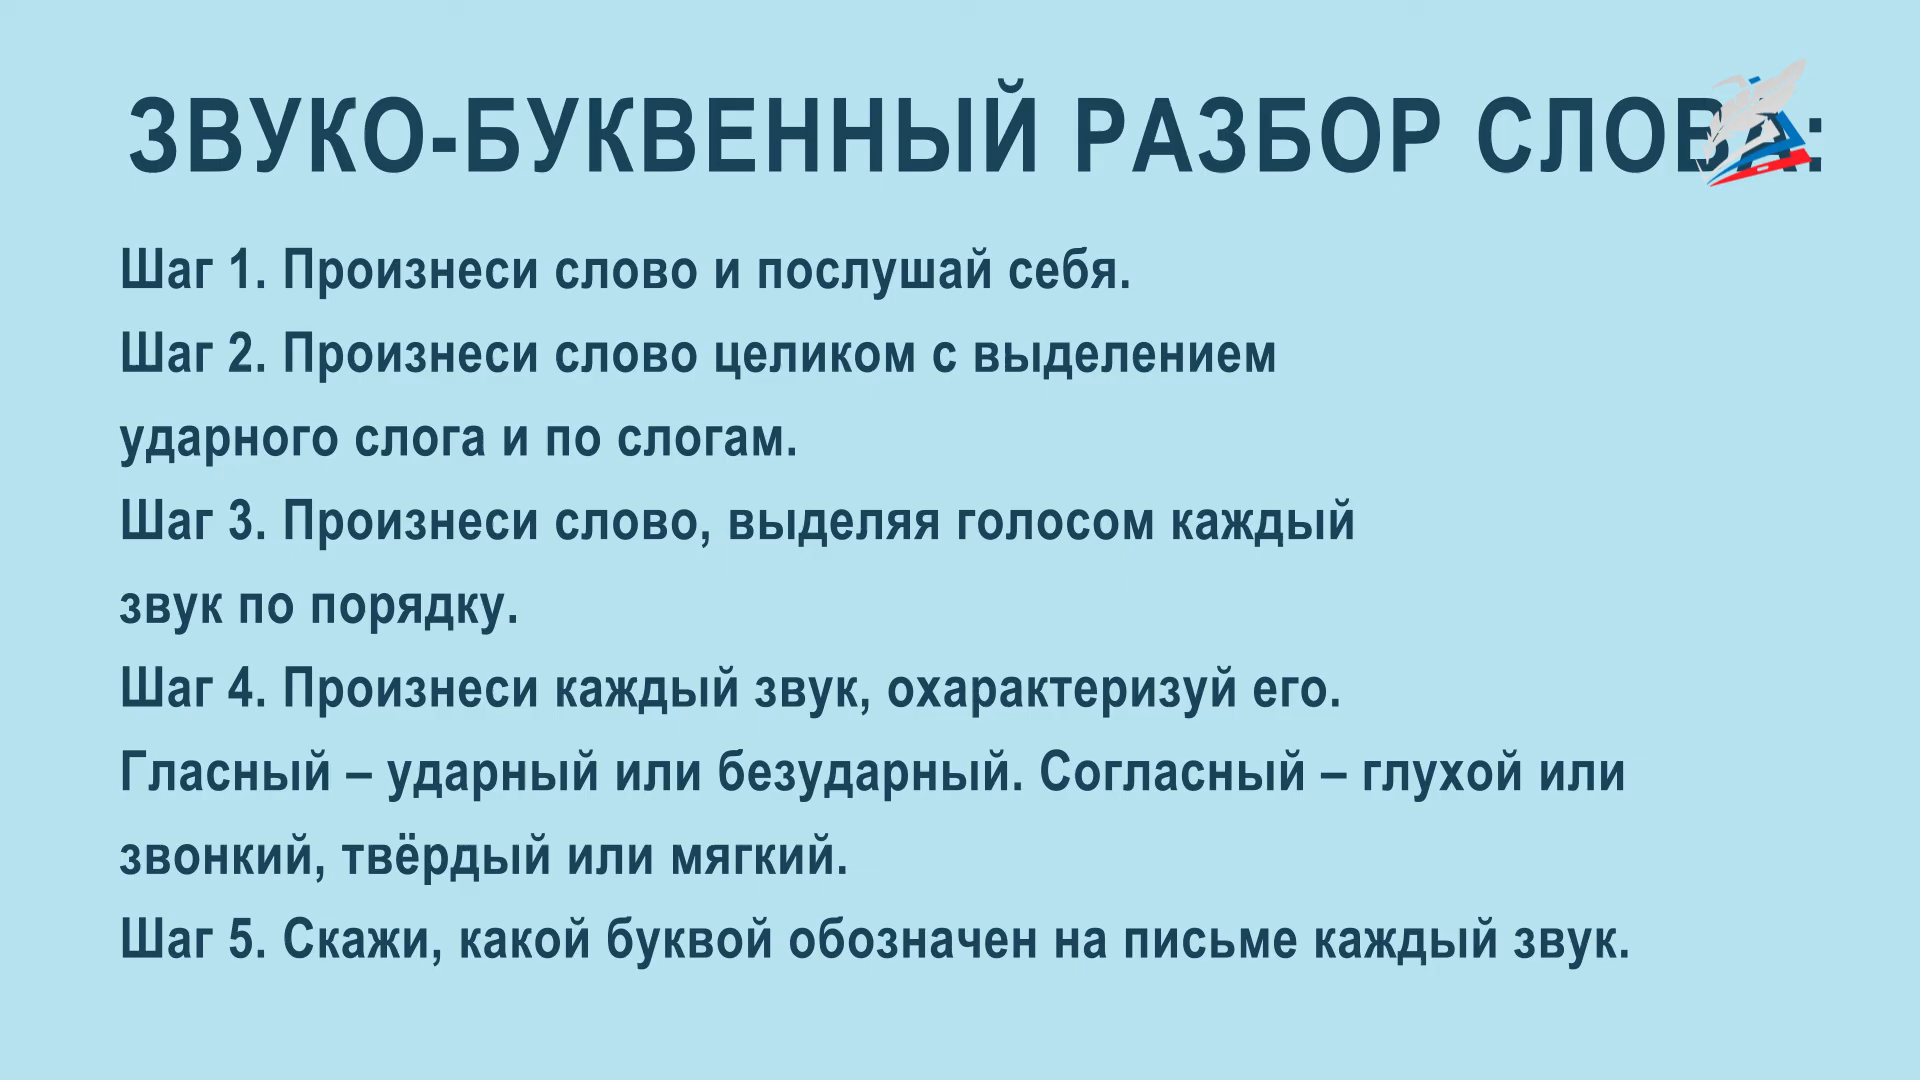 ЗВУКО-БУКВЕННЫЙ РАЗБОР СЛОВА:
Шаг 1. Произнеси слово и послушай себя.
Шаг 2. Произнеси слово целиком с выделением
ударного слога и по слогам.
Шаг 3. Произнеси слово, выделяя голосом каждый
звук по порядку.
Шаг 4. Произнеси каждый звук, охарактеризуй его.
Гласный – ударный или безударный. Согласный – глухой или
звонкий, твёрдый или мягкий.
Шаг 5. Скажи, какой буквой обозначен на письме каждый звук.